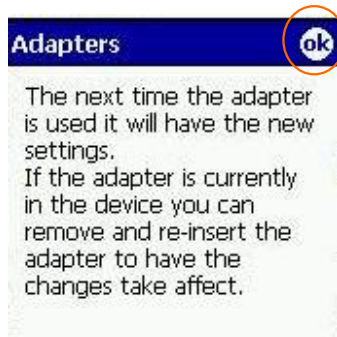 Adapters ok
The next time the adapter
is used it will have the new
settings.
If the adapter is currently
in the device you can
remove and re-insert the
adapter to have the
changes take affect.